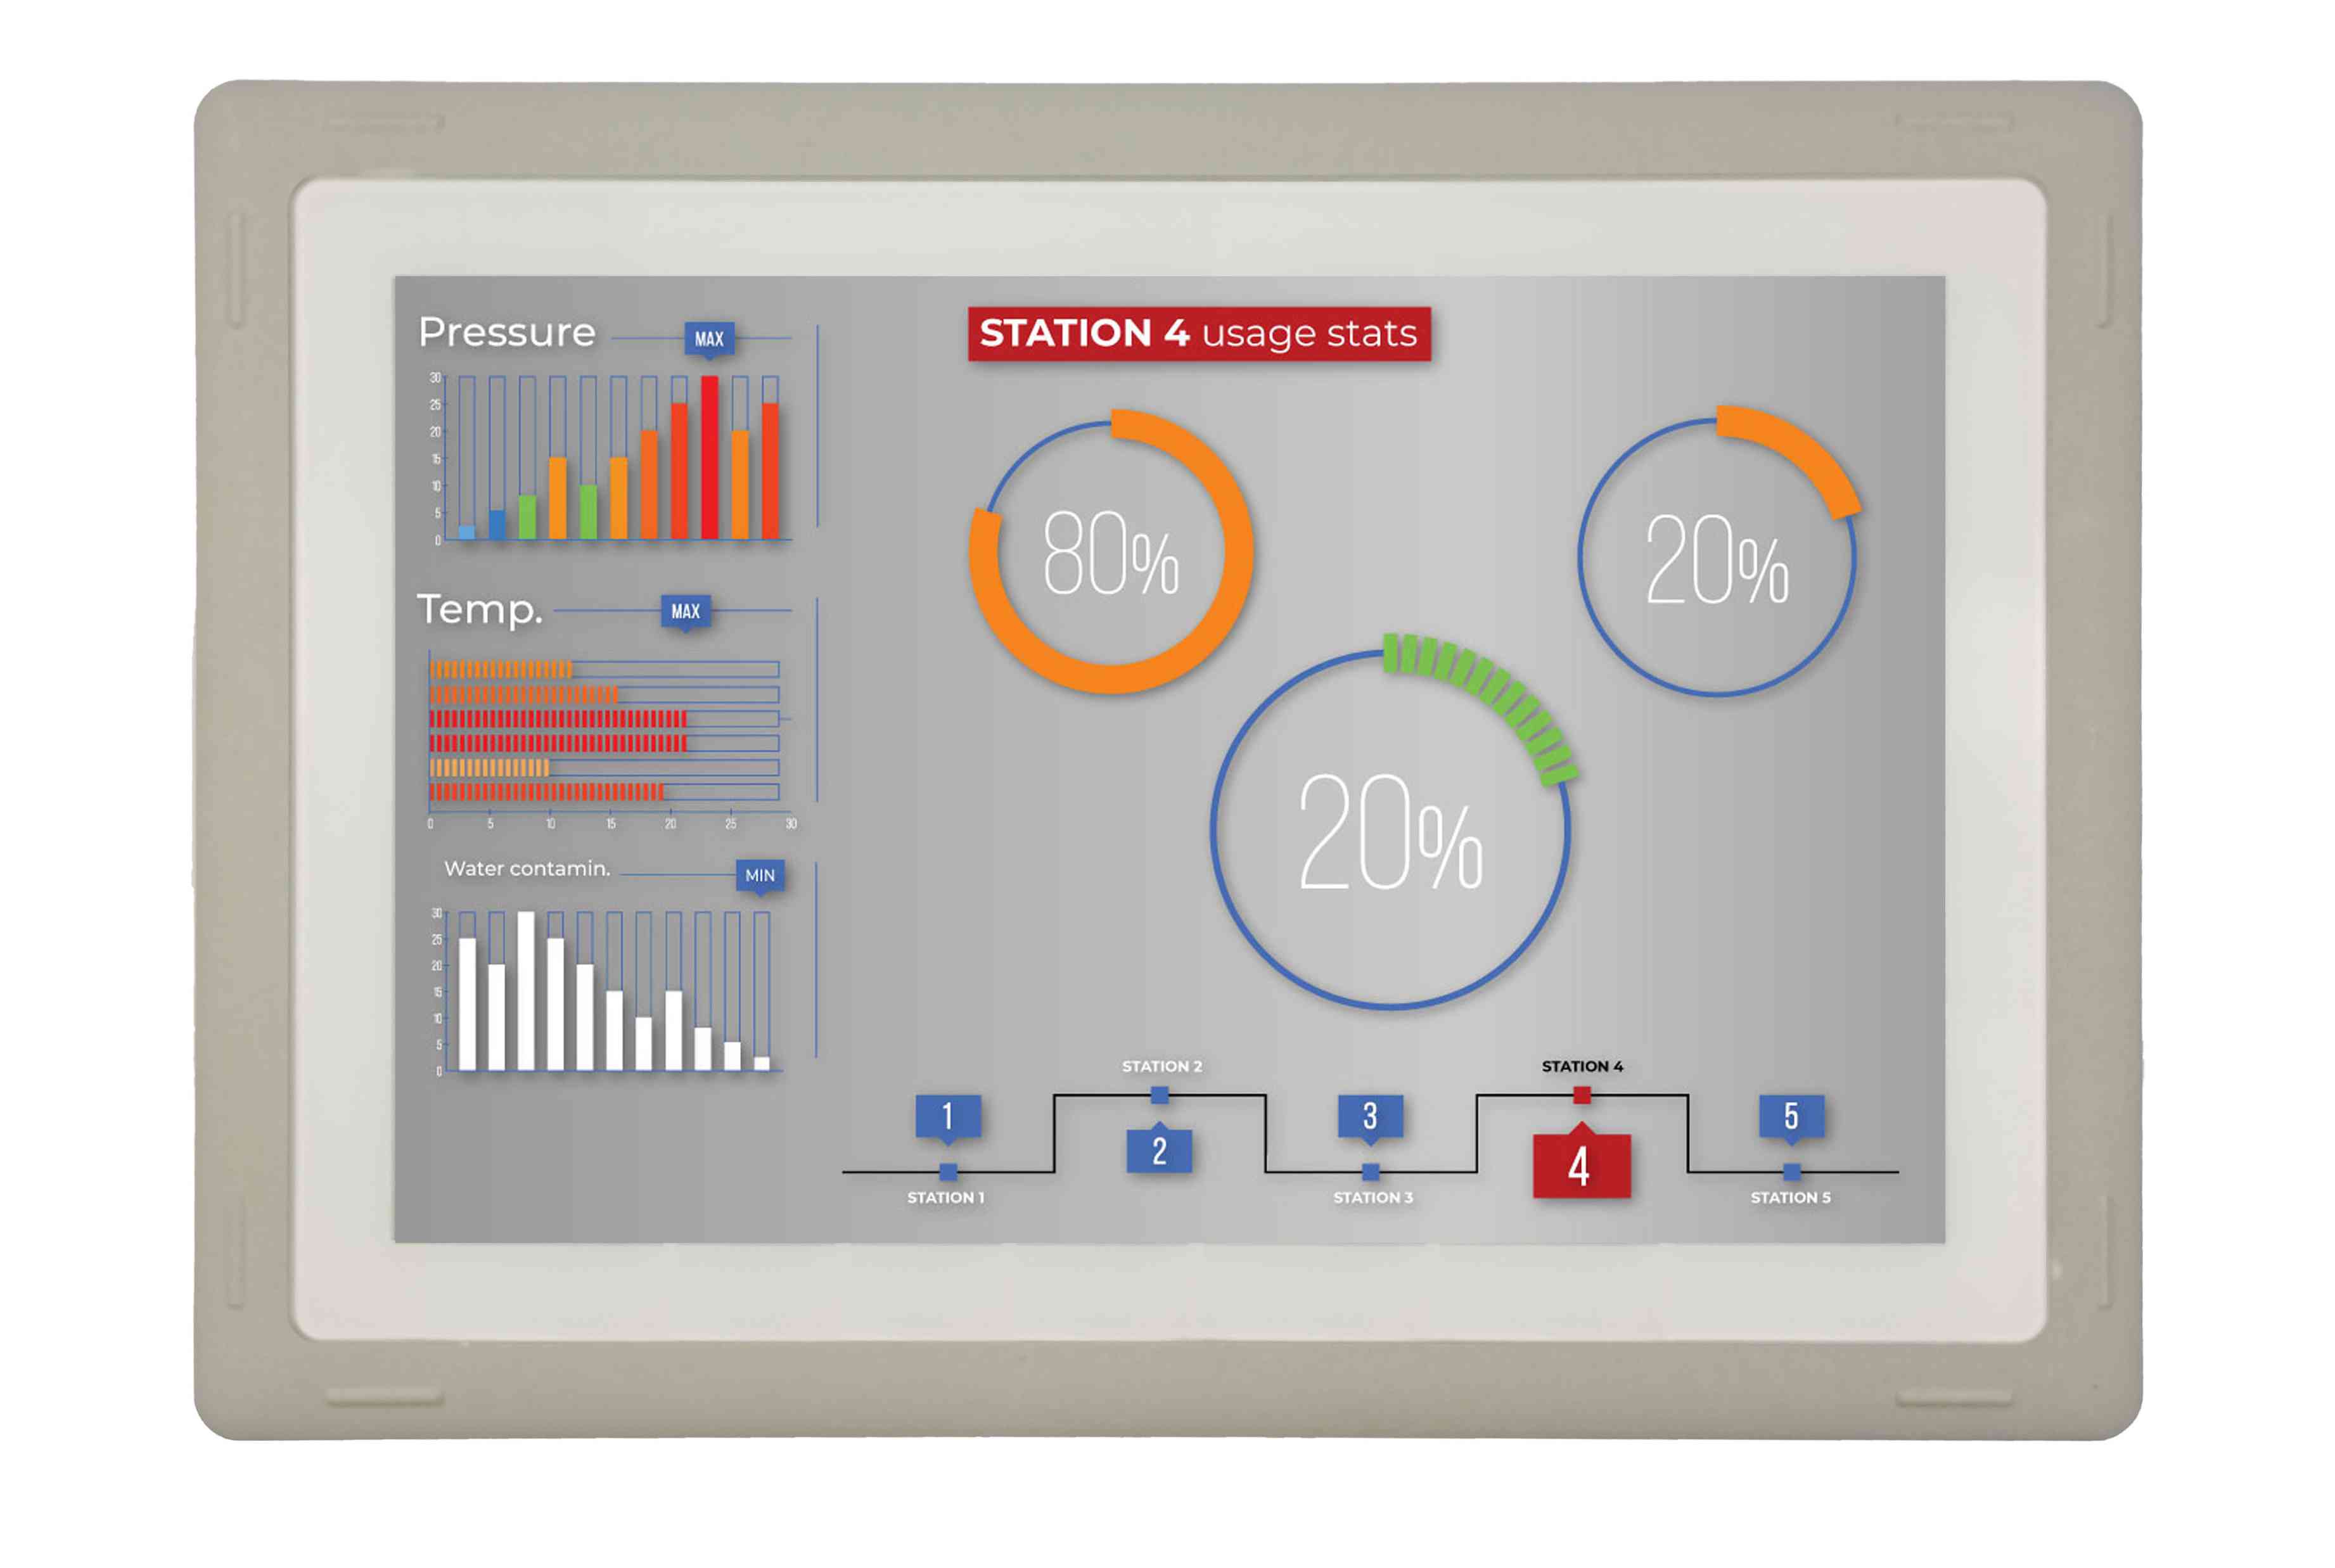 Pressure
MAX
30
25
20
15
10
5
0
Temp.
MAX
0 5 10 15 20 25 30
Water contamin.
MIN
30
25
20
15
10
5
0
STATION 4 usage stats
80%
20%
20%
STATION 2
STATION 4
1
3
5
2
4
STATION 1
STATION 3
STATION 5